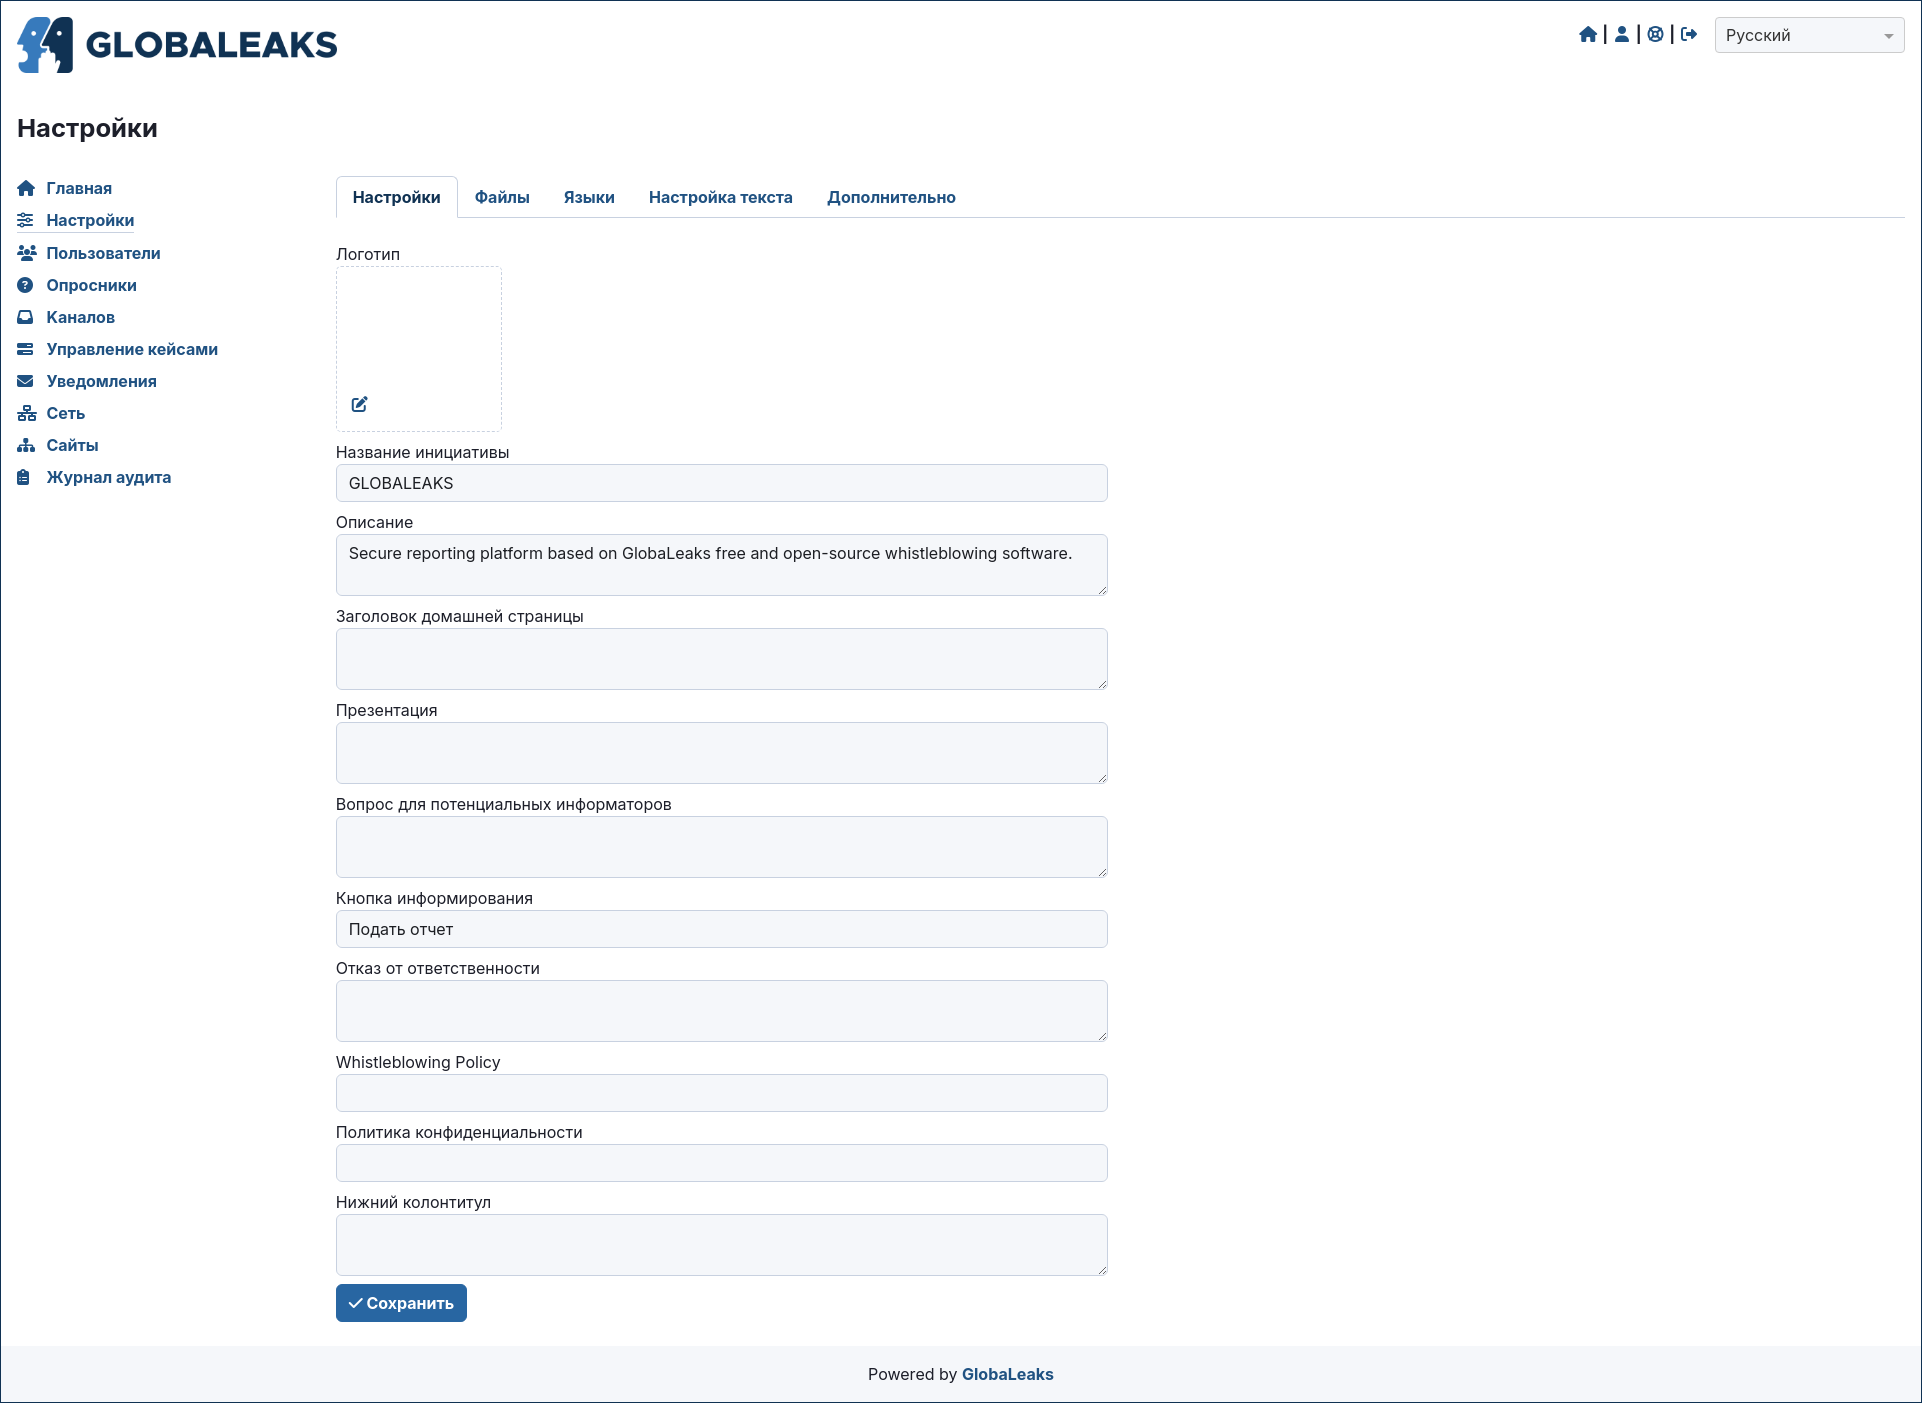 GLOBALEAKS
Русский
Настройки
Главная
Настройки
Пользователи
Опросники
Каналов
Управление кейсами
Уведомления
Сеть
Сайты
Журнал аудита
Настройки Файлы Языки Настройка текста Дополнительно
Логотип
Название инициативы
GLOBALEAKS
Описание
Secure reporting platform based on GlobaLeaks free and open-source whistleblowing software.
Заголовок домашней страницы
Презентация
Вопрос для потенциальных информаторов
Кнопка информирования
Подать отчет
Отказ от ответственности
Whistleblowing Policy
Политика конфиденциальности
Нижний колонтитул
Сохранить
Powered by GlobaLeaks